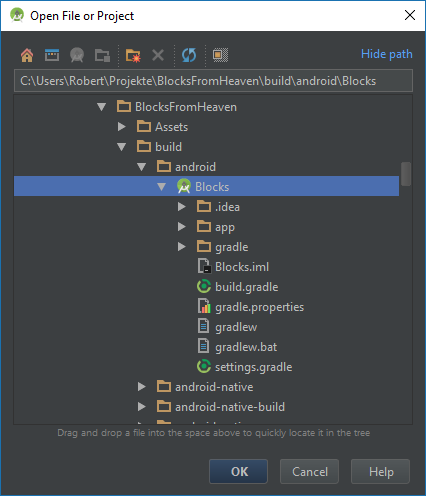 Open File or Project
Hide path
C:\Users\Robert\Projekte\BlocksFromHeaven\build\android\Blocks
BlocksFromHeaven
Assets
build
android
Blocks
.idea
app
gradle
Blocks.iml
build.gradle
gradle.properties
gradlew
gradlew.bat
settings.gradle
android-native
android-native-build
Drag and drop a file into the space above to quickly locate it in the tree
OK Cancel Help